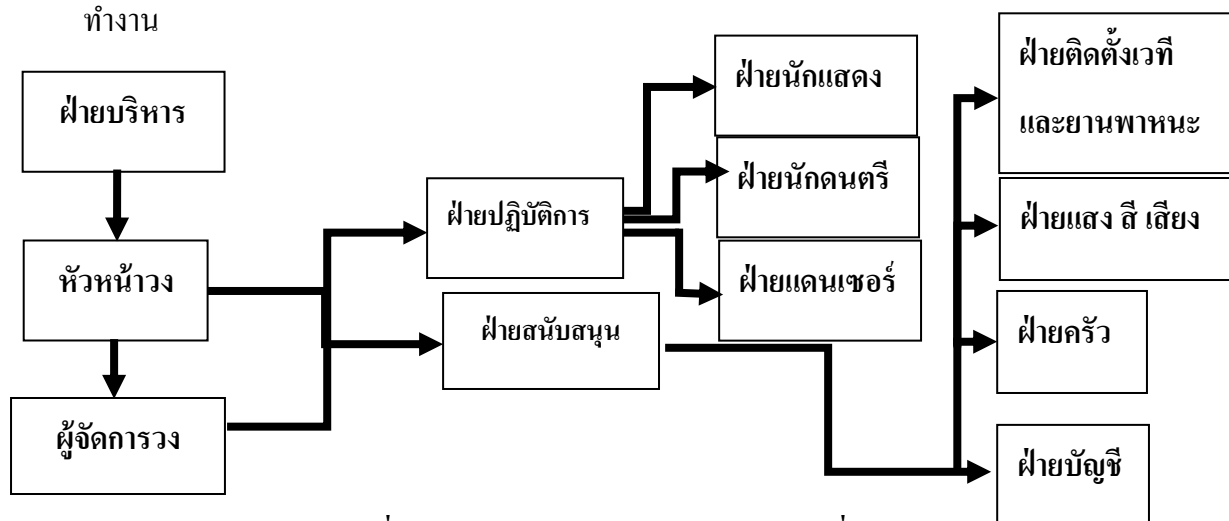 ทำงาน
ฝ่ายบริหาร
หัวหน้าวง
ผู้จัดการวง
ฝ่ายปฏิบัติการ
ฝ่ายสนับสนุน
ฝ่ายนักแสดง
ฝ่ายนักดนตรี
ฝ่ายแดนเซอร์
ฝ่ายติดตั้งเวที
และยานพาหนะ
ฝ่ายแสง สี เสียง
ฝ่ายครัว
ฝ่ายบัญชี